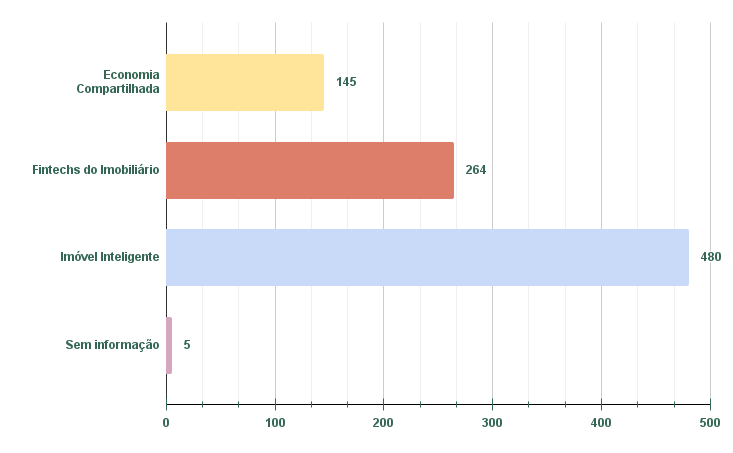 Economia
Compartilhada
145
Fintechs do Imobiliário
264
Imóvel Inteligente
480
Sem informação
5
0
100
200
300
400
500